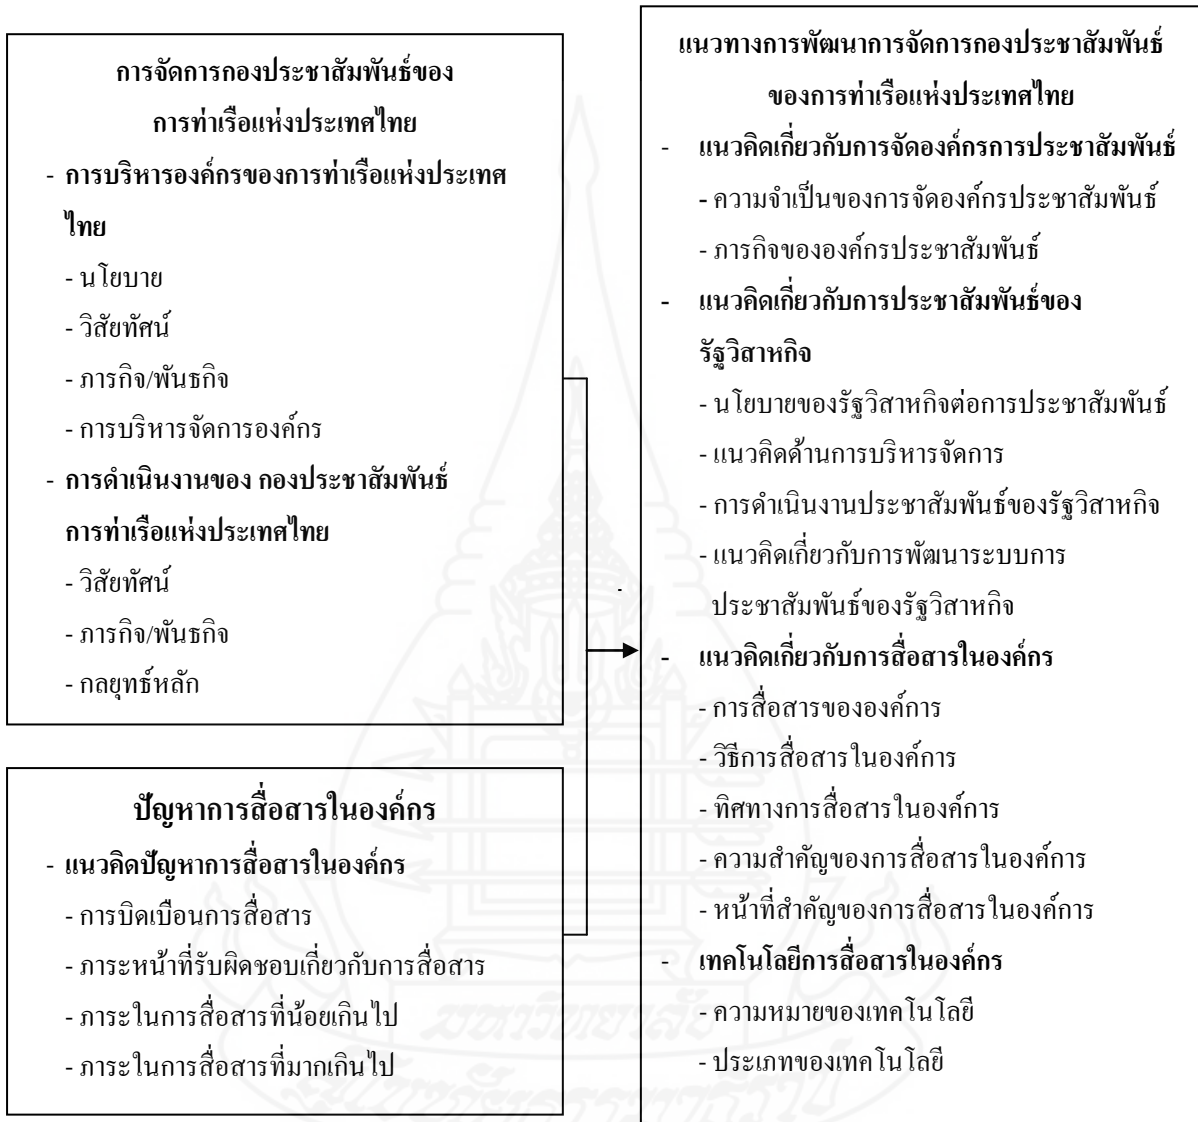 การจัดการกองประชาสัมพันธ์ของ
การท่าเรือแห่งประเทศไทย
- การบริหารองค์กรของการท่าเรือแห่งประเทศ
ไทย
- นโยบาย
- วิสัยทัศน์
- ภารกิจ/พันธกิจ
- การบริหารจัดการองค์กร
- การดำเนินงานของ กองประชาสัมพันธ์
การท่าเรือแห่งประเทศไทย
- วิสัยทัศน์
- ภารกิจ/พันธกิจ
- กลยุทธ์หลัก
ปัญหาการสื่อสารในองค์กร
- แนวคิดปัญหาการสื่อสารในองค์กร
- การบิดเบือนการสื่อสาร
- ภาระหน้าที่รับผิดชอบเกี่ยวกับการสื่อสาร
- ภาระในการสื่อสารที่น้อยเกินไป
- ภาระในการสื่อสารที่มากเกินไป
แนวทางการพัฒนาการจัดการกองประชาสัมพันธ์
ของการท่าเรือแห่งประเทศไทย
- แนวคิดเกี่ยวกับการจัดองค์กรการประชาสัมพันธ์
- ความจำเป็นของการจัดองค์กรประชาสัมพันธ์
- ภารกิจขององค์กรประชาสัมพันธ์
- แนวคิดเกี่ยวกับการประชาสัมพันธ์ของ
รัฐวิสาหกิจ
- นโยบายของรัฐวิสาหกิจต่อการประชาสัมพันธ์
- แนวคิดด้านการบริหารจัดการ
- การดำเนินงานประชาสัมพันธ์ของรัฐวิสาหกิจ
- แนวคิดเกี่ยวกับการพัฒนาระบบการ
ประชาสัมพันธ์ของรัฐวิสาหกิจ
- แนวคิดเกี่ยวกับการสื่อสารในองค์กร
- การสื่อสารขององค์การ
- วิธีการสื่อสารในองค์การ
- ทิศทางการสื่อสารในองค์การ
- ความสำคัญของการสื่อสารในองค์การ
- หน้าที่สำคัญของการสื่อสารในองค์การ
- เทคโนโลยีการสื่อสารในองค์กร
- ความหมายของเทคโนโลยี
- ประเภทของเทคโนโลยี
มหาวิทยาลัย
สุโขทัยธรรมาธิราช